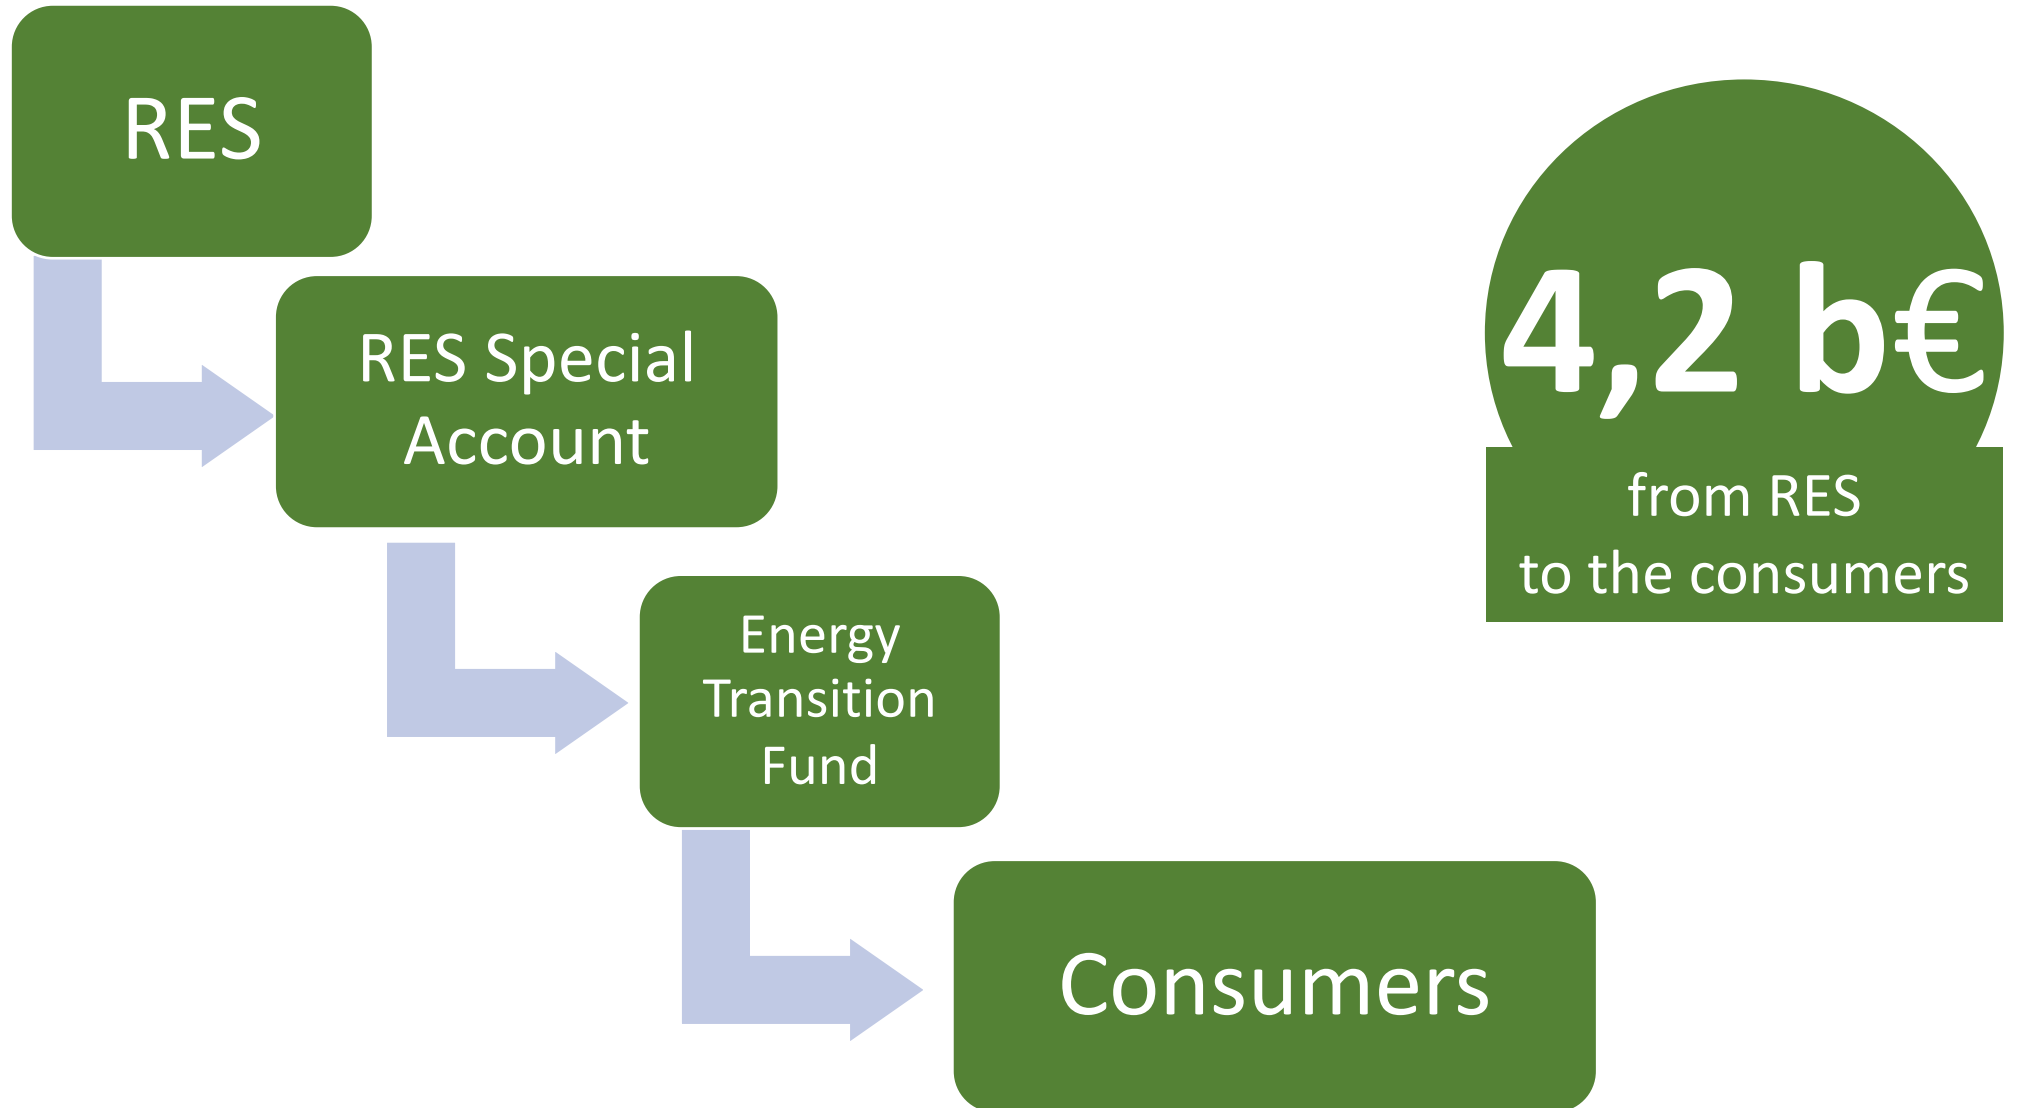 RES
RES Special
Account
Energy
Transition
Fund
Consumers
4,2 b€
from RES
to the consumers